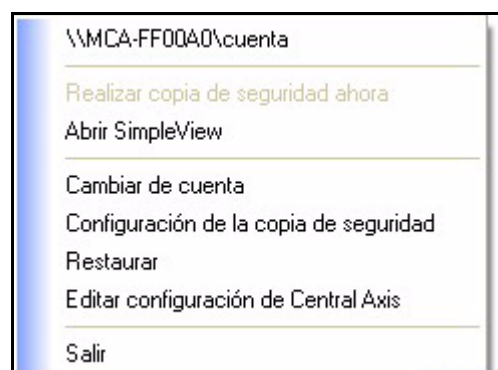 \\MCA-FF00A0\cuenta
Realizar copia de seguridad ahora
Abrir SimpleView
Cambiar de cuenta
Configuración de la copia de seguridad
Restaurar
Editar configuración de Central Axis
Salir